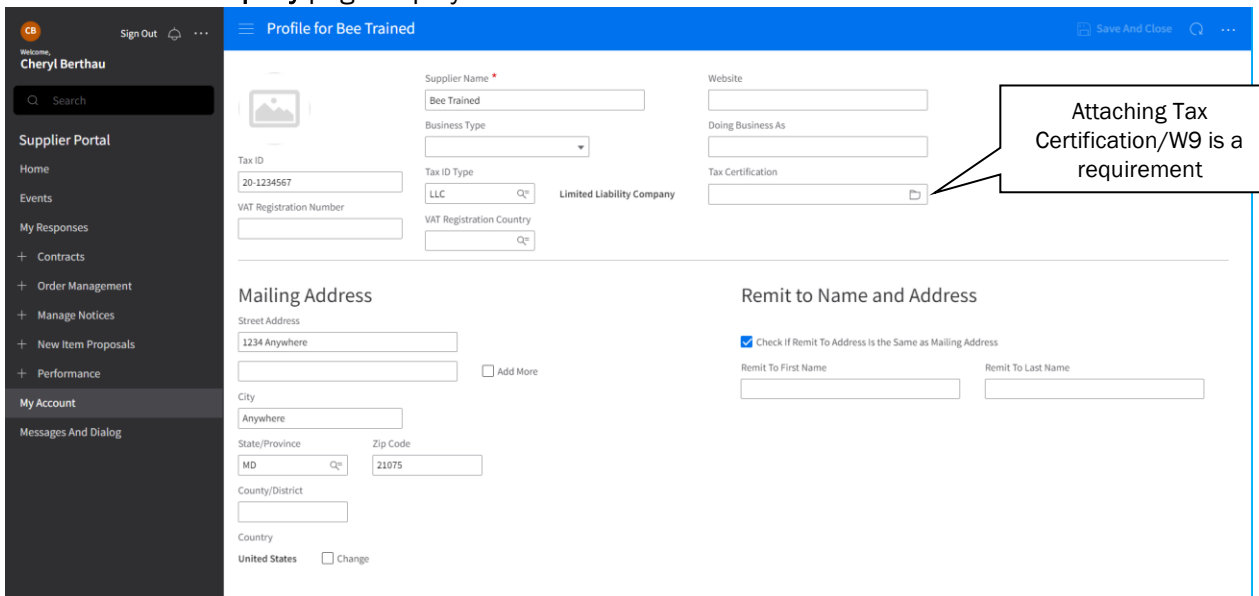 CB
Sign Out
Welcome,
Cheryl Berthau
Search
Supplier Portal
Home
Events
My Responses
+ Contracts
+ Order Management
+ Manage Notices
+ New Item Proposals
+ Performance
My Account
Messages And Dialog
Profile for Bee Trained
Save And Close
Supplier Name *
Bee Trained
Website
Business Type
Doing Business As
Tax ID
20-1234567
Tax ID Type
LLC
Limited Liability Company
Tax Certification
VAT Registration Number
VAT Registration Country
Attaching Tax
Certification/W9 is a
requirement
Mailing Address
Street Address
1234 Anywhere
Add More
City
Anywhere
State/Province
Zip Code
MD
21075
County/District
Country
United States
Change
Remit to Name and Address
Check If Remit To Address Is the Same as Mailing Address
Remit To First Name
Remit To Last Name